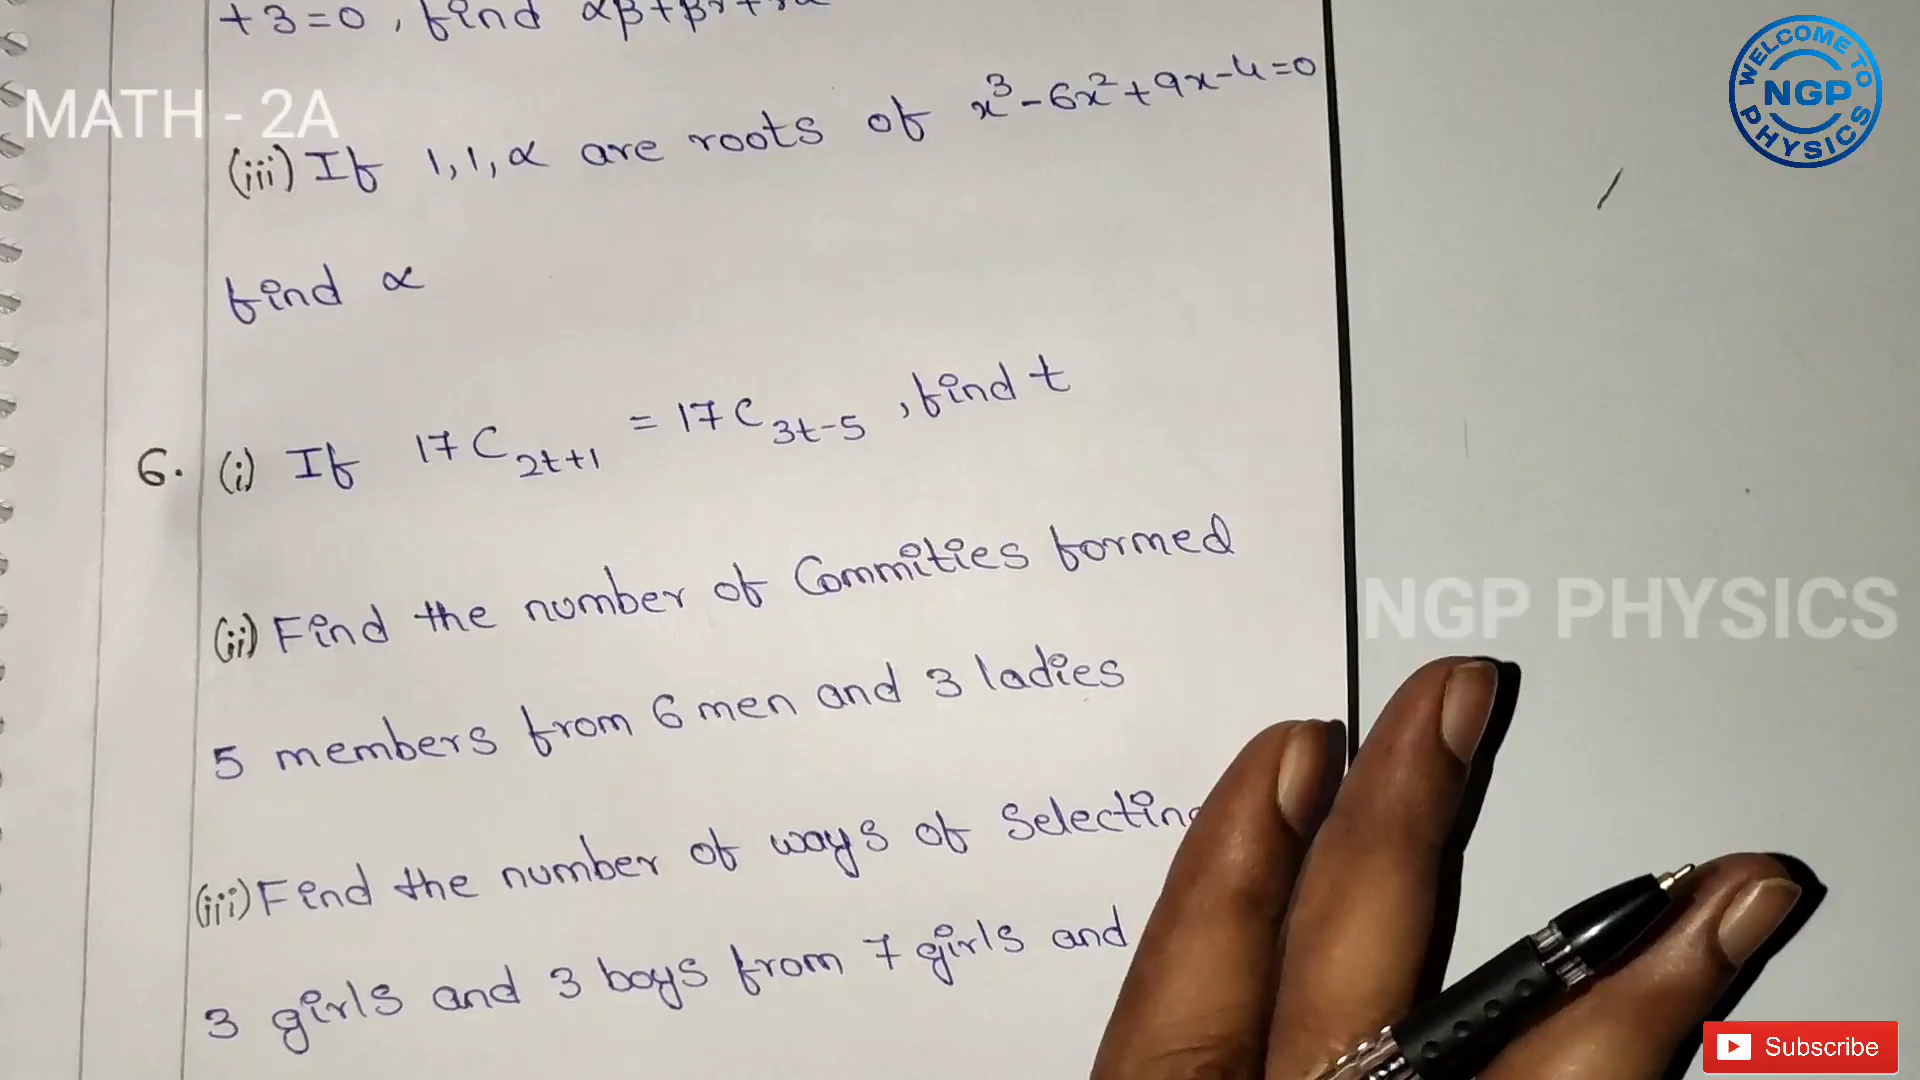 +3=0, find αβ+β
MATH - 2A
(iii) If 1,1,α are roots of x³-6x²+9x-4=0
find α
6. (i) If 17C2t+1 = 17C3t-5, find t
(ii) Find the number of Commities formed
5 members from 6 men and 3 ladies
(iii) Find the number of ways of selecting
3 girls and 3 boys from 7 girls and
WELCOME TO
NGP
PHYSICS
NGP PHYSICS
Subscribe